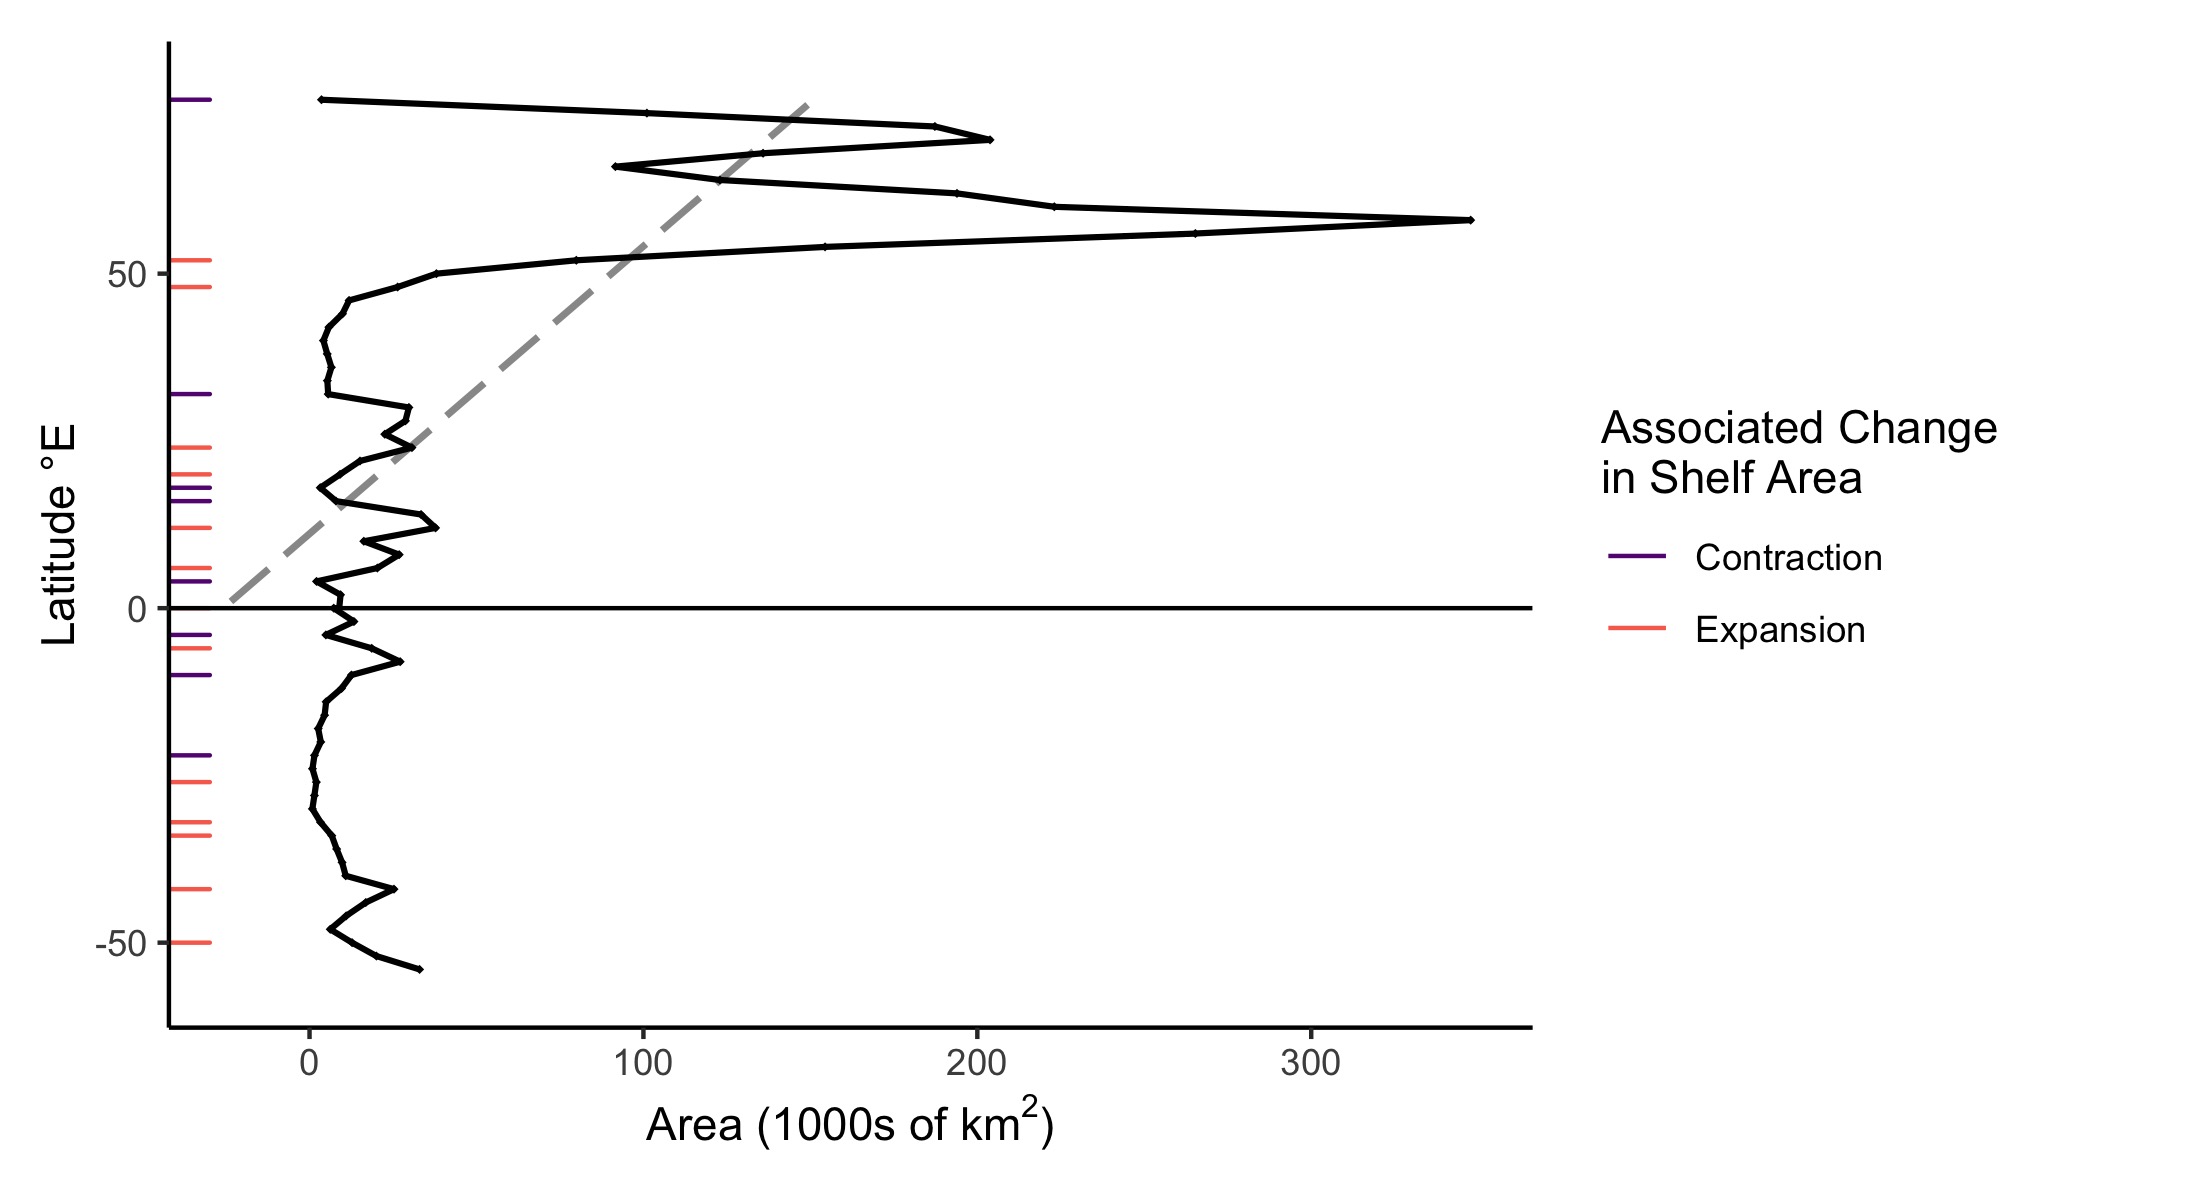 Latitude °E
50
0
-50
0 100 200 300
Area (1000s of km²)
Associated Change
in Shelf Area
Contraction
Expansion